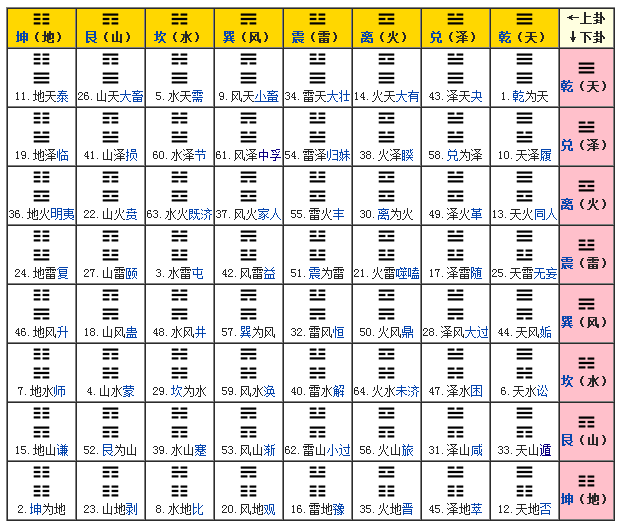 坤（地） 艮（山） 坎（水） 巽（风） 震（雷） 离（火） 兑（泽） 乾（天） ←上卦
↓下卦
11.地天泰 26.山天大畜 5.水天需 9.风天小畜 34.雷天大壮 14.火天大有 43.泽天夬 1.乾为天 乾（天）
19.地泽临 41.山泽损 60.水泽节 61.风泽中孚 54.雷泽归妹 38.火泽睽 58.兑为泽 10.天泽履 兑（泽）
36.地火明夷 22.山火贲 63.水火既济 37.风火家人 55.雷火丰 30.离为火 49.泽火革 13.天火同人 离（火）
24.地雷复 27.山雷颐 3.水雷屯 42.风雷益 51.震为雷 21.火雷噬嗑 17.泽雷随 25.天雷无妄 震（雷）
46.地风升 18.山风蛊 48.水风井 57.巽为风 32.雷风恒 50.火风鼎 28.泽风大过 44.天风姤 巽（风）
7.地水师 4.山水蒙 29.坎为水 59.风水涣 40.雷水解 64.火水未济 47.泽水困 6.天水讼 坎（水）
15.地山谦 52.艮为山 39.水山蹇 53.风山渐 62.雷山小过 56.火山旅 31.泽山咸 33.天山遁 艮（山）
2.坤为地 23.山地剥 8.水地比 20.风地观 16.雷地豫 35.火地晋 45.泽地萃 12.天地否 坤（地）